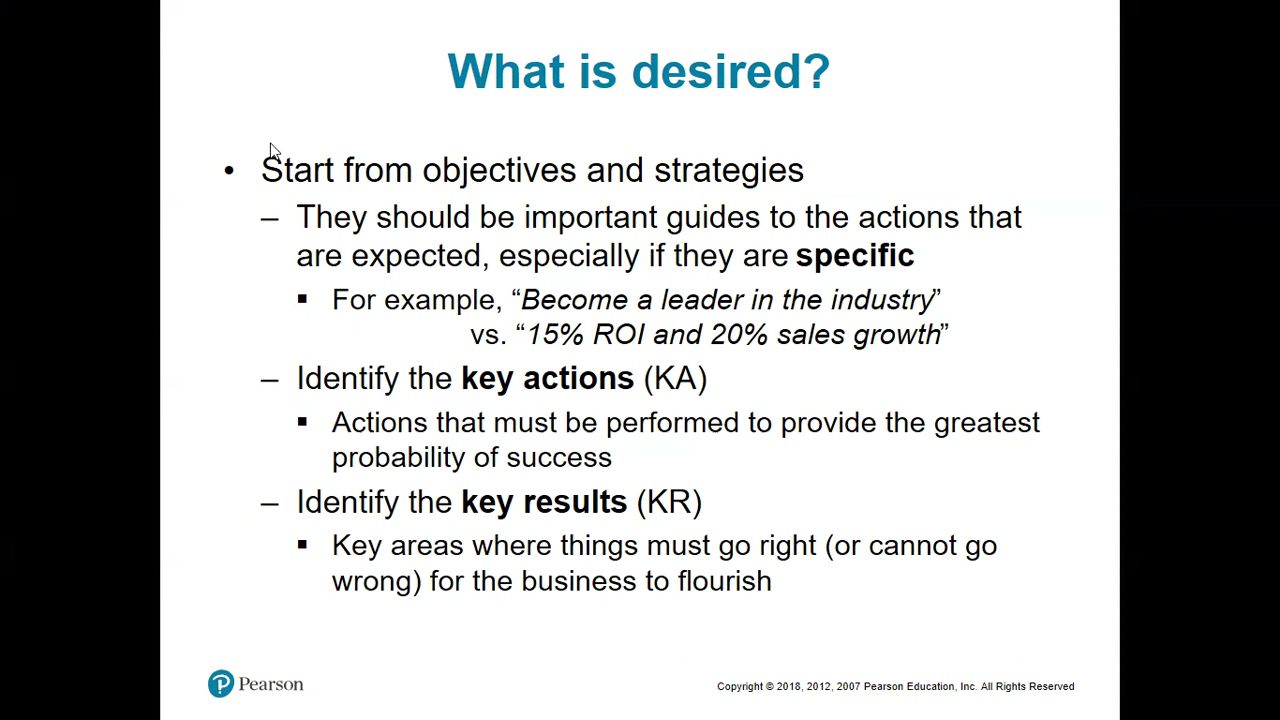 What is desired?
• Start from objectives and strategies
– They should be important guides to the actions that
are expected, especially if they are specific
▪ For example, “Become a leader in the industry”
vs. “15% ROI and 20% sales growth”
– Identify the key actions (KA)
▪ Actions that must be performed to provide the greatest
probability of success
– Identify the key results (KR)
▪ Key areas where things must go right (or cannot go
wrong) for the business to flourish
Pearson
Copyright © 2018, 2012, 2007 Pearson Education, Inc. All Rights Reserved